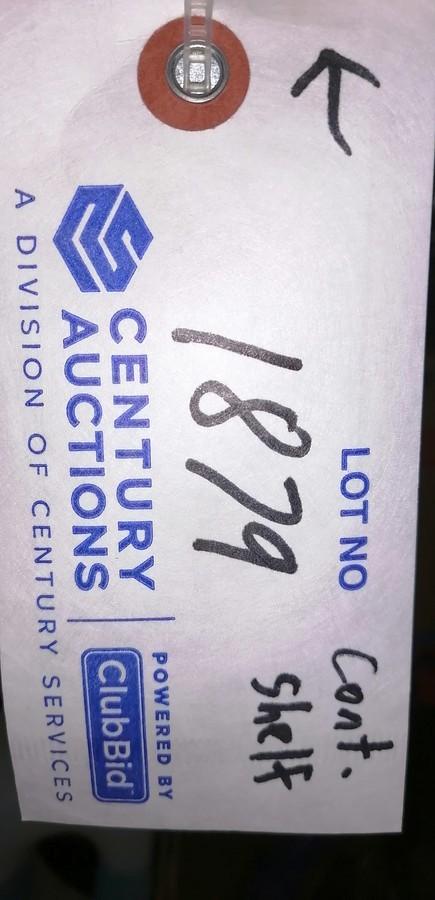 LOT NO
cont.
shelf
1879
CENTURY
AUCTIONS
POWERED BY
ClubBid
A DIVISION OF CENTURY SERVICES